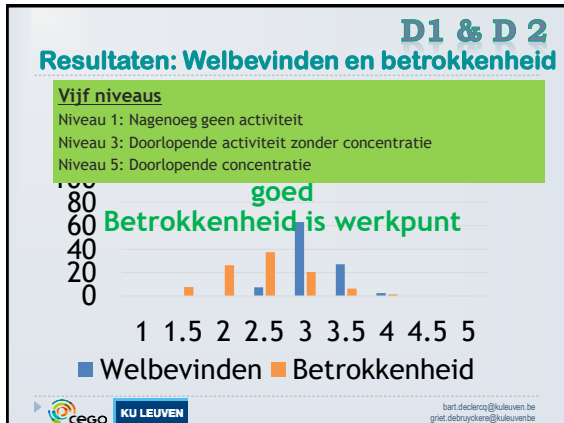 D1 & D 2
Resultaten: Welbevinden en betrokkenheid
Vijf niveaus
Niveau 1: Nagenoeg geen activiteit
Niveau 3: Doorlopende activiteit zonder concentratie
Niveau 5: Doorlopende concentratie
100
goed
Betrokkenheid is werkpunt
80
60
40
20
0
1 1.5 2 2.5 3 3.5 4 4.5 5
Welbevinden Betrokkenheid
cego KU LEUVEN
bart.declercq@kuleuven.be
griet.debruyckere@kuleuvenbe